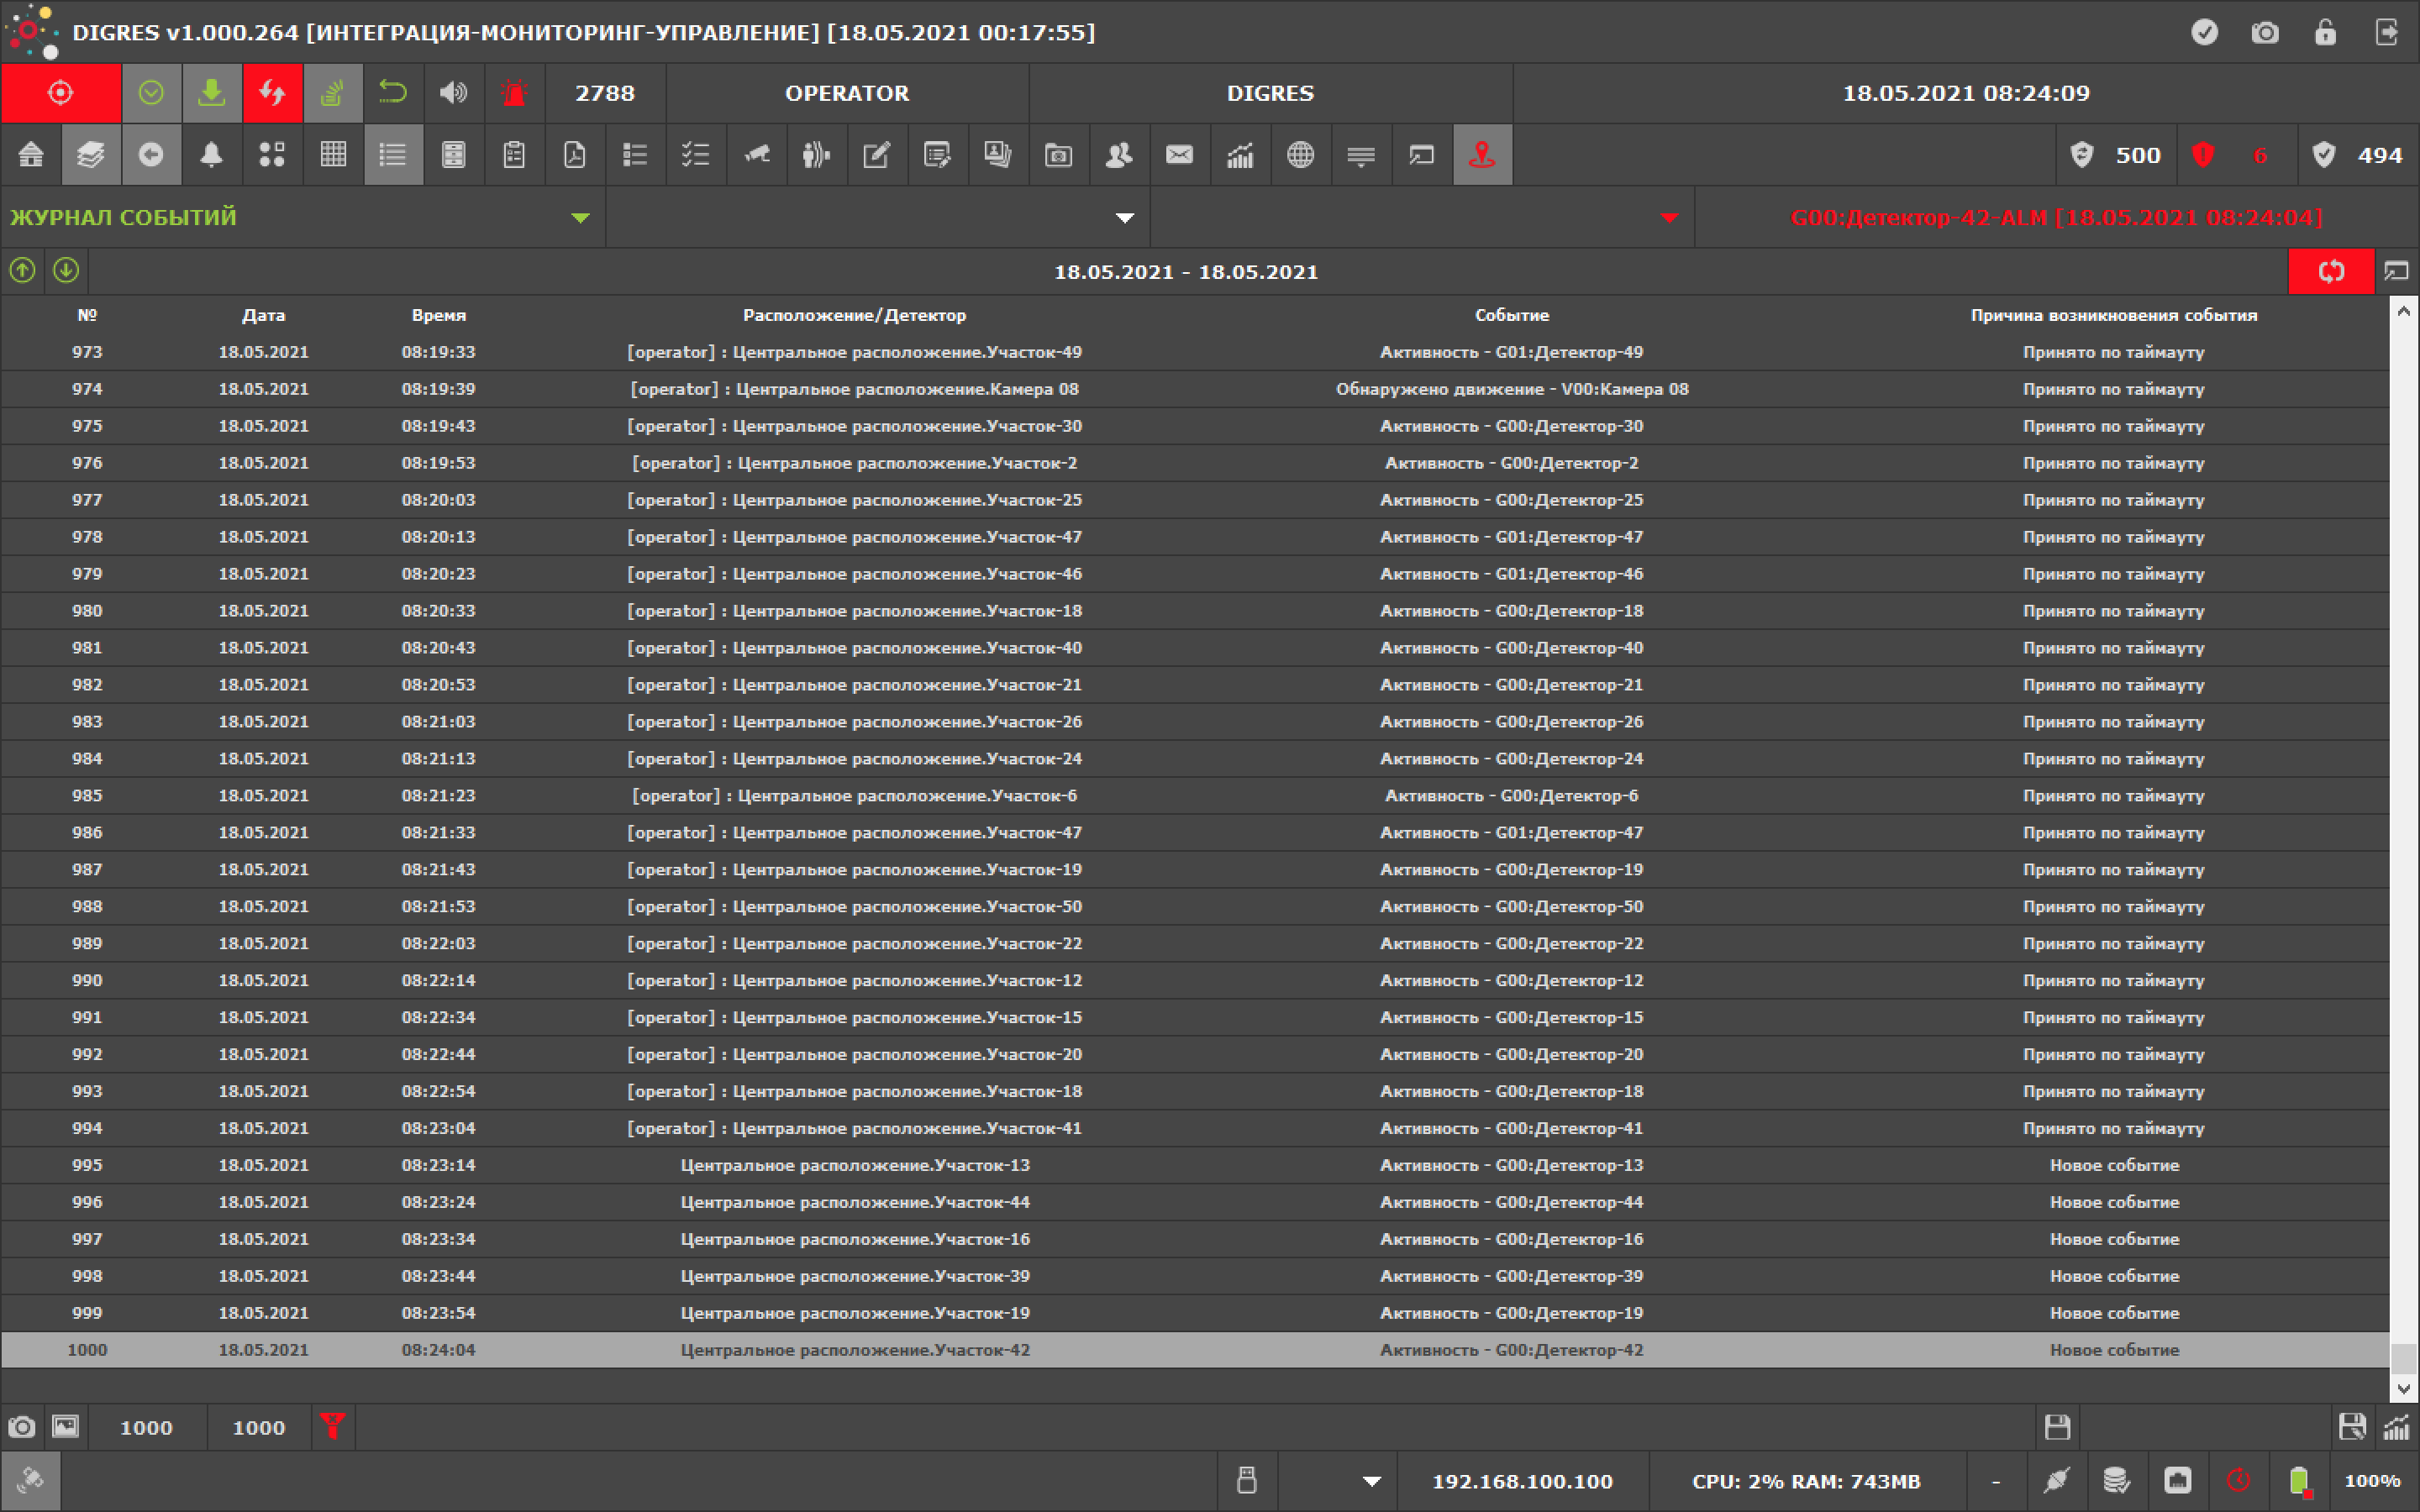 DIGRES v1.000.264 [ИНТЕГРАЦИЯ-МОНИТОРИНГ-УПРАВЛЕНИЕ] [18.05.2021 00:17:55]
2788 OPERATOR DIGRES 18.05.2021 08:24:09
500 6 494
ЖУРНАЛ СОБЫТИЙ G00:Детектор-42-ALM [18.05.2021 08:24:04]
18.05.2021 - 18.05.2021
№ Дата Время Расположение/Детектор Событие Причина возникновения события
973 18.05.2021 08:19:33 [operator] : Центральное расположение.Участок-49 Активность - G01:Детектор-49 Принято по таймауту
974 18.05.2021 08:19:39 [operator] : Центральное расположение.Камера 08 Обнаружено движение - V00:Камера 08 Принято по таймауту
975 18.05.2021 08:19:43 [operator] : Центральное расположение.Участок-30 Активность - G00:Детектор-30 Принято по таймауту
976 18.05.2021 08:19:53 [operator] : Центральное расположение.Участок-2 Активность - G00:Детектор-2 Принято по таймауту
977 18.05.2021 08:20:03 [operator] : Центральное расположение.Участок-25 Активность - G00:Детектор-25 Принято по таймауту
978 18.05.2021 08:20:13 [operator] : Центральное расположение.Участок-47 Активность - G01:Детектор-47 Принято по таймауту
979 18.05.2021 08:20:23 [operator] : Центральное расположение.Участок-46 Активность - G01:Детектор-46 Принято по таймауту
980 18.05.2021 08:20:33 [operator] : Центральное расположение.Участок-18 Активность - G00:Детектор-18 Принято по таймауту
981 18.05.2021 08:20:43 [operator] : Центральное расположение.Участок-40 Активность - G00:Детектор-40 Принято по таймауту
982 18.05.2021 08:20:53 [operator] : Центральное расположение.Участок-21 Активность - G00:Детектор-21 Принято по таймауту
983 18.05.2021 08:21:03 [operator] : Центральное расположение.Участок-26 Активность - G00:Детектор-26 Принято по таймауту
984 18.05.2021 08:21:13 [operator] : Центральное расположение.Участок-24 Активность - G00:Детектор-24 Принято по таймауту
985 18.05.2021 08:21:23 [operator] : Центральное расположение.Участок-6 Активность - G00:Детектор-6 Принято по таймауту
986 18.05.2021 08:21:33 [operator] : Центральное расположение.Участок-47 Активность - G01:Детектор-47 Принято по таймауту
987 18.05.2021 08:21:43 [operator] : Центральное расположение.Участок-19 Активность - G00:Детектор-19 Принято по таймауту
988 18.05.2021 08:21:53 [operator] : Центральное расположение.Участок-50 Активность - G00:Детектор-50 Принято по таймауту
989 18.05.2021 08:22:03 [operator] : Центральное расположение.Участок-22 Активность - G00:Детектор-22 Принято по таймауту
990 18.05.2021 08:22:14 [operator] : Центральное расположение.Участок-12 Активность - G00:Детектор-12 Принято по таймауту
991 18.05.2021 08:22:34 [operator] : Центральное расположение.Участок-15 Активность - G00:Детектор-15 Принято по таймауту
992 18.05.2021 08:22:44 [operator] : Центральное расположение.Участок-20 Активность - G00:Детектор-20 Принято по таймауту
993 18.05.2021 08:22:54 [operator] : Центральное расположение.Участок-18 Активность - G00:Детектор-18 Принято по таймауту
994 18.05.2021 08:23:04 [operator] : Центральное расположение.Участок-41 Активность - G00:Детектор-41 Принято по таймауту
995 18.05.2021 08:23:14 Центральное расположение.Участок-13 Активность - G00:Детектор-13 Новое событие
996 18.05.2021 08:23:24 Центральное расположение.Участок-44 Активность - G00:Детектор-44 Новое событие
997 18.05.2021 08:23:34 Центральное расположение.Участок-16 Активность - G00:Детектор-16 Новое событие
998 18.05.2021 08:23:44 Центральное расположение.Участок-39 Активность - G00:Детектор-39 Новое событие
999 18.05.2021 08:23:54 Центральное расположение.Участок-19 Активность - G00:Детектор-19 Новое событие
1000 18.05.2021 08:24:04 Центральное расположение.Участок-42 Активность - G00:Детектор-42 Новое событие
1000 1000
192.168.100.100 CPU: 2% RAM: 743MB - 100%